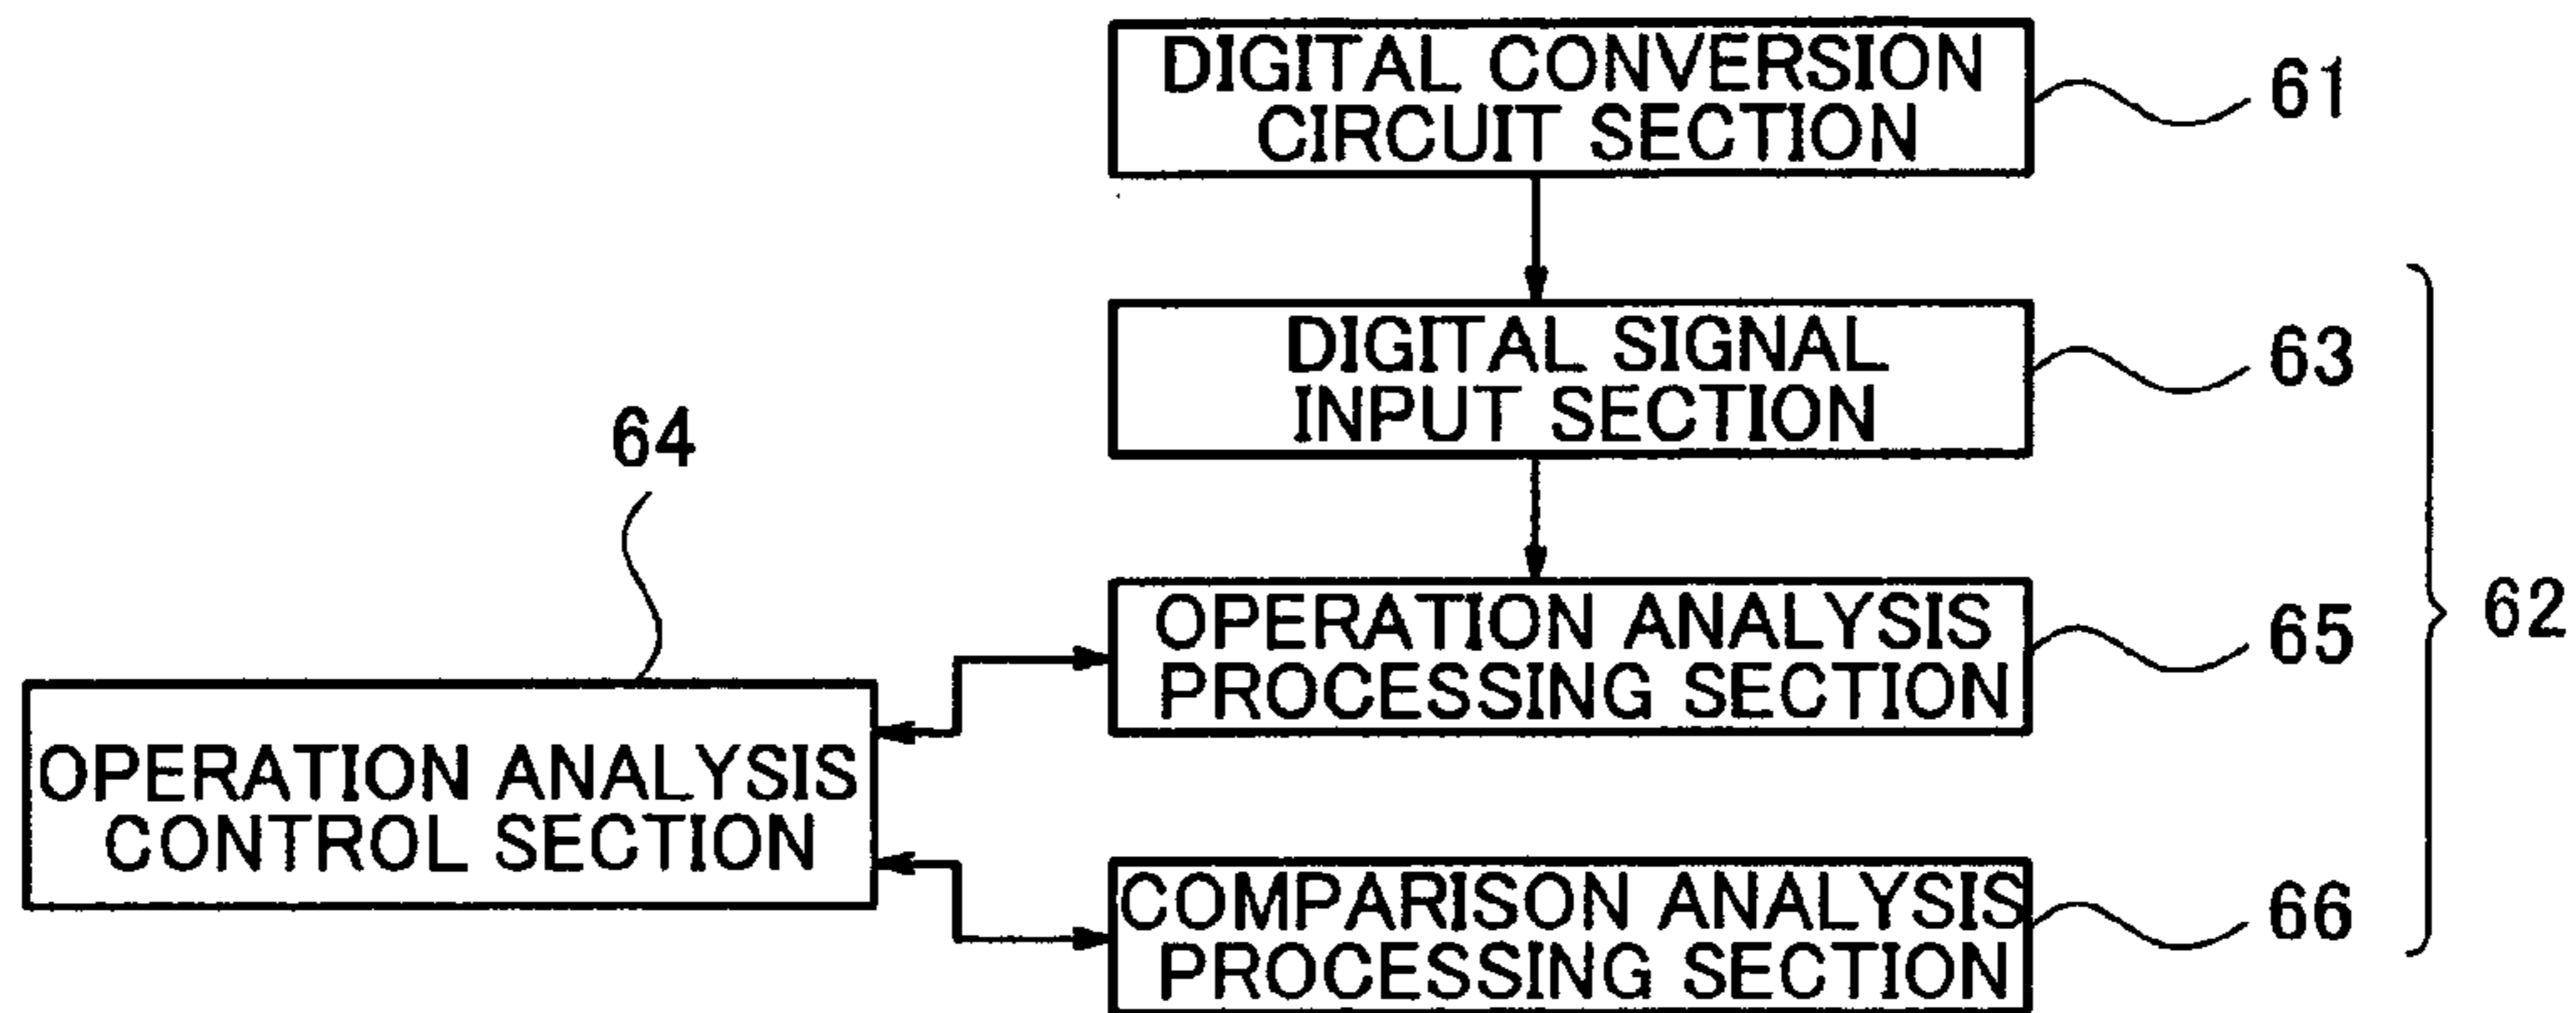 DIGITAL CONVERSION
CIRCUIT SECTION
61
DIGITAL SIGNAL
INPUT SECTION
63
64
OPERATION ANALYSIS
PROCESSING SECTION
65
62
OPERATION ANALYSIS
CONTROL SECTION
COMPARISON ANALYSIS
PROCESSING SECTION
66